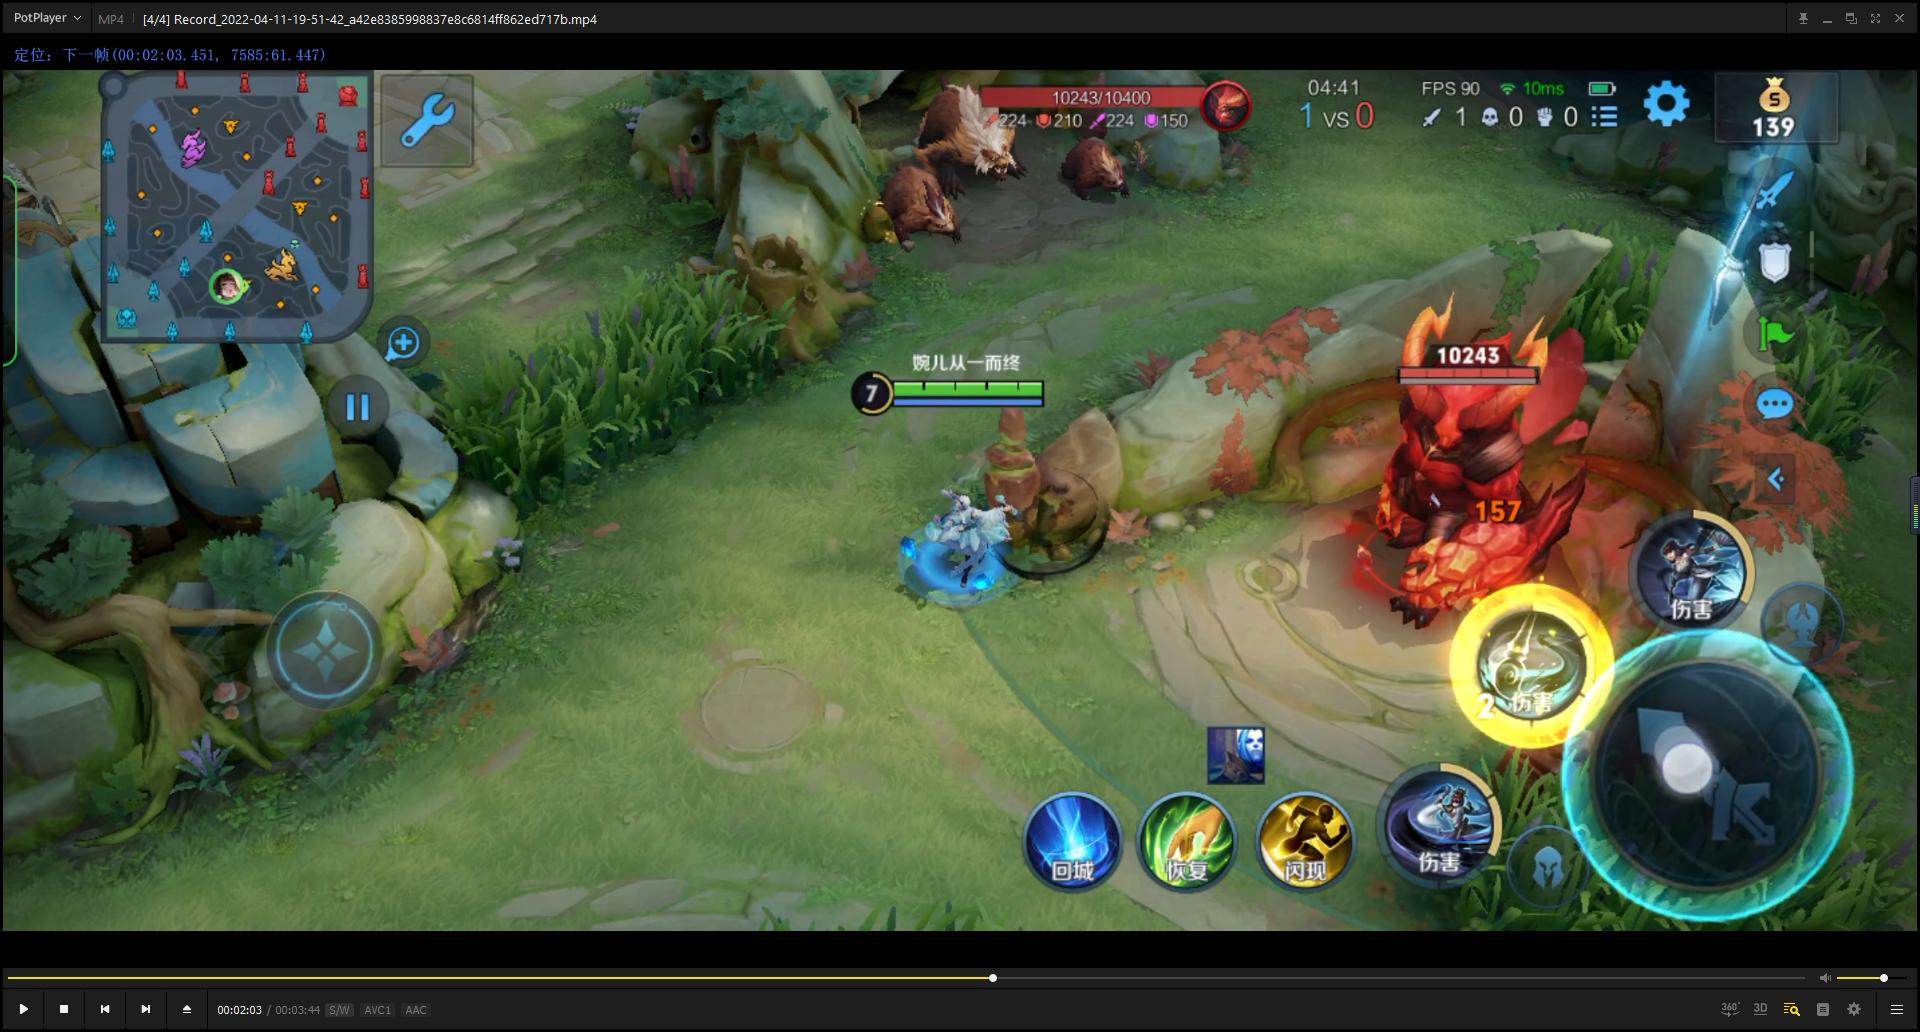 PotPlayer
MP4
[4/4] Record_2022-04-11-19-51-42_a42e8385998837e8c6814ff862ed717b.mp4
定位: 下一帧(00:02:03.451, 7585:61.447)
10243/10400
224 210 224 150
04:41
1 VS 0
FPS 90
10ms
1 0 0
S
139
婉儿从一而终
7
10243
157
伤害
2
伤害
伤害
回城
恢复
闪现
00:02:03 / 00:03:44 S/W AVC1 AAC
360°
3D